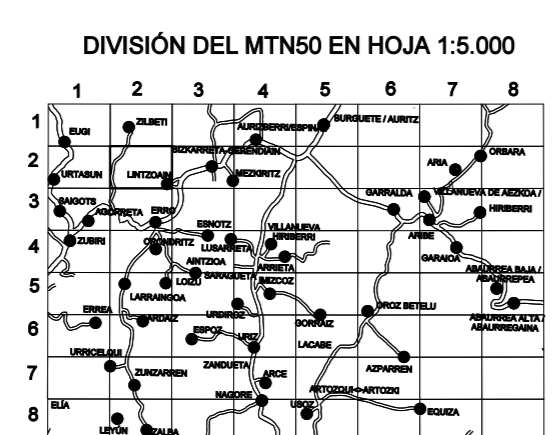 DIVISIÓN DEL MTN50 EN HOJA 1:5.000
1 2 3 4 5 6 7 8
1
ZILBETI
AURIZBERRI/ESPINAL
BURGUETE / AURITZ
EUGI
2
BIZKARRETA-GERENDIAIN
ORBARA
ARIA
URTASUN
LINTZOAIN
MEZKIRITZ
3
GARRALDA
VILLANUEVA DE AEZKOA /
HIRIBERRI
SAIGOTS
AGORRETA
ERRO
ESNOTZ
VILLANUEVA
HIRIBERRI
ARIBE
4
ZUBIRI
ORONDRITZ
LUSARRETA
GARAIOA
AINTZIOA
ARRIETA
ABAURREA BAJA /
ABAURREPEA
5
LOIZU
SARAGUETA
IMIZCOZ
LARRAINGOA
URDIROZ
OROZ BETELU
ERREA
GORRAIZ
ABAURREA ALTA /
ABAURREGAINA
6
ARDAIZ
ESPOZ
URIZ
LACABE
URRICELQUI
ZANDUETA
AZPARREN
7
ZUNZARREN
ARCE
NAGORE
ARTOZQUI<>ARTOZKI
8
ELÍA
USOZ
EQUIZA
LEYÚN
ZALBA